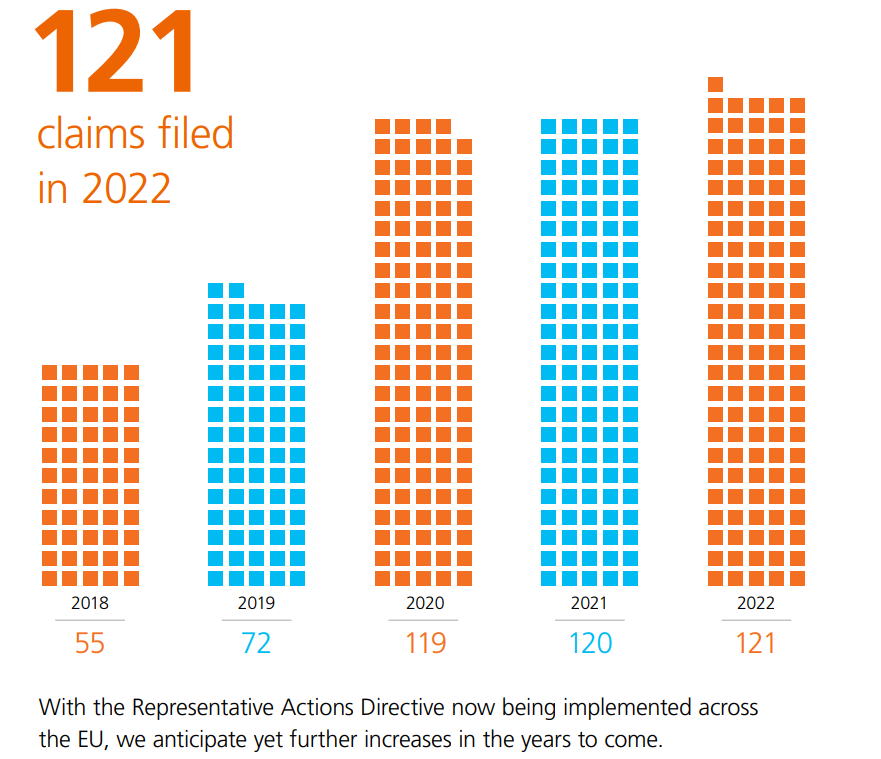 121
claims filed
in 2022
2018
2019
2020
2021
2022
55
72
119
120
121
With the Representative Actions Directive now being implemented across
the EU, we anticipate yet further increases in the years to come.